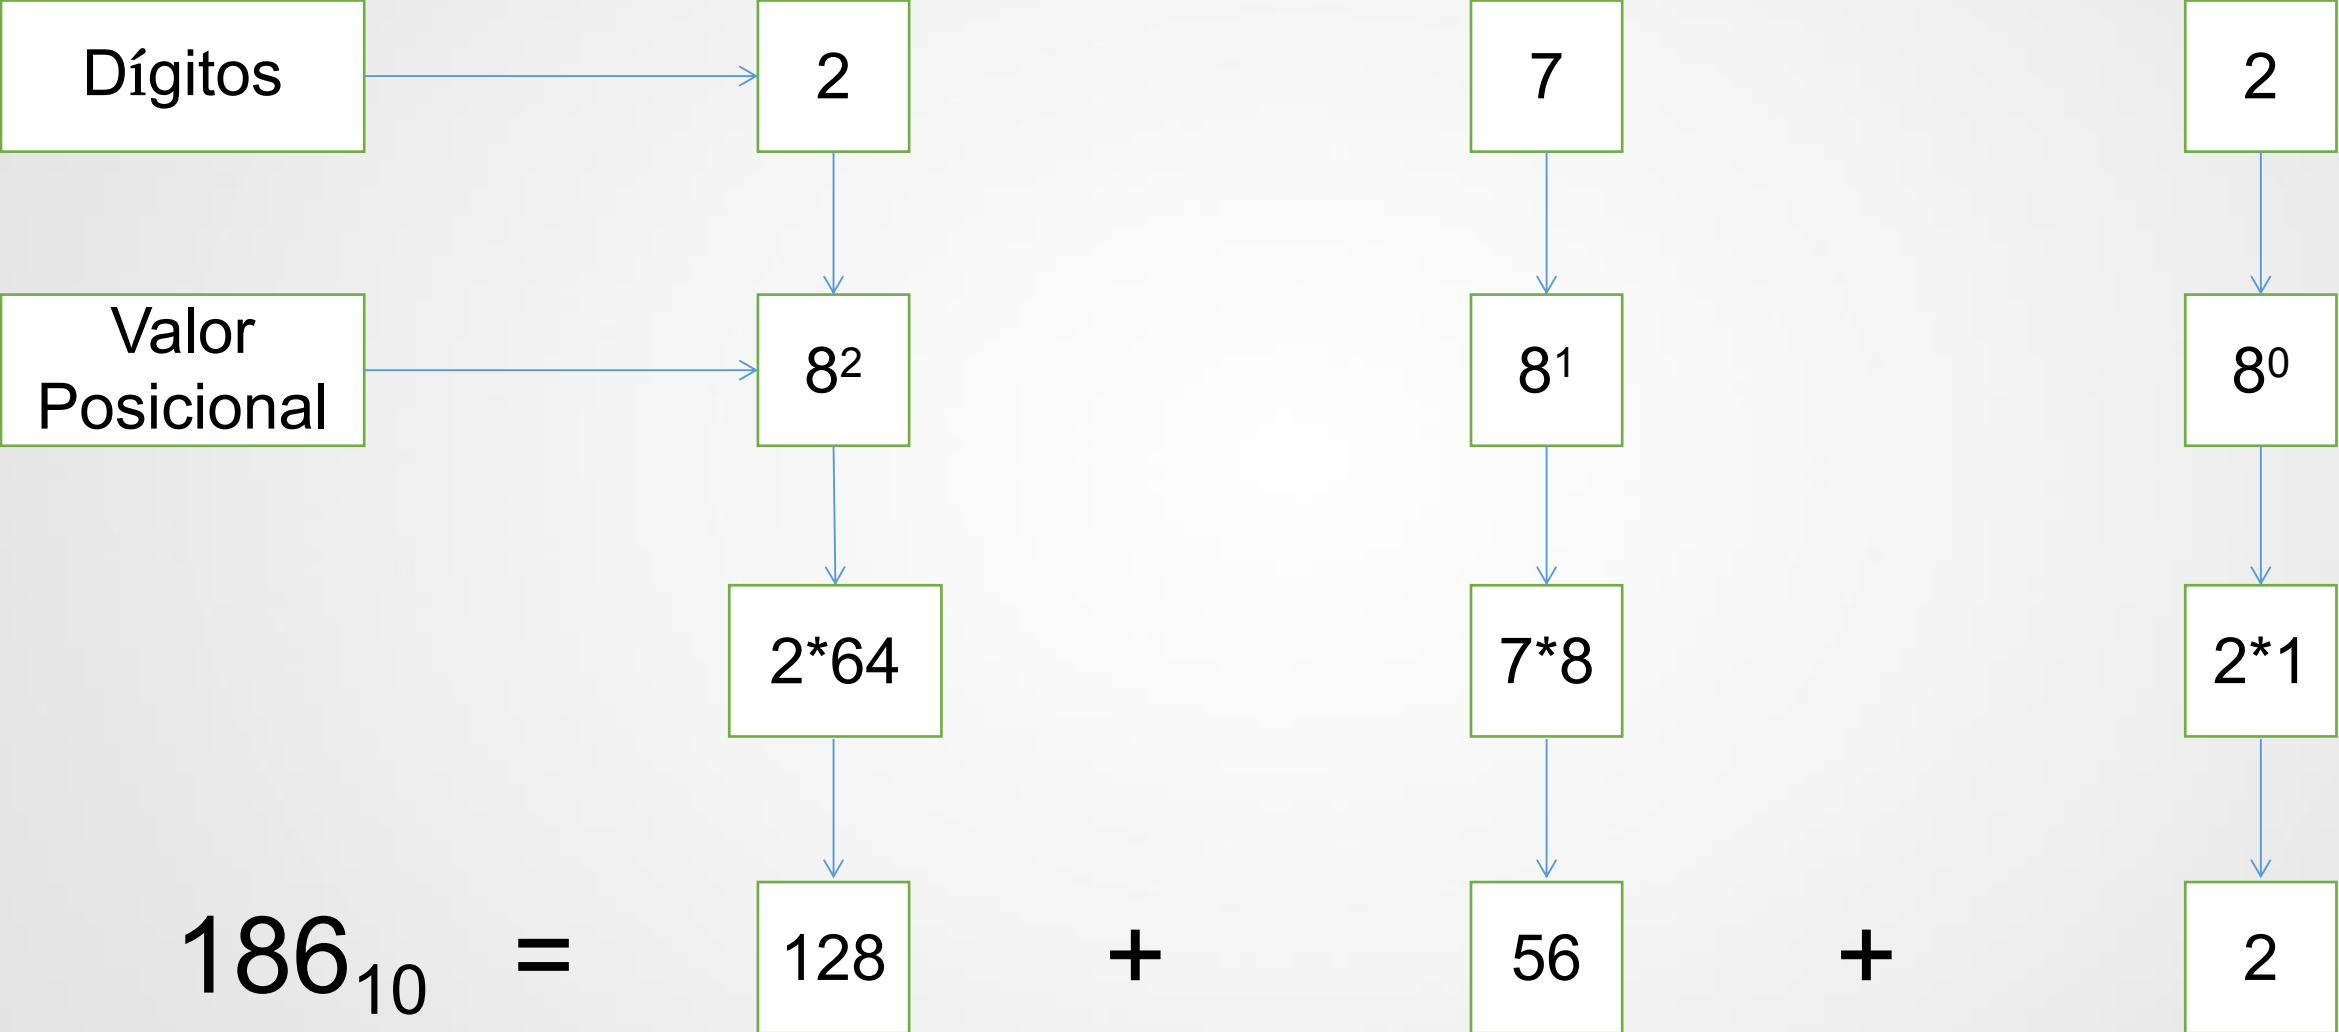 Dígitos 2 7 2
Valor
Posicional
8² 8¹ 8⁰
2*64 7*8 2*1
186₁₀ = 128 + 56 + 2